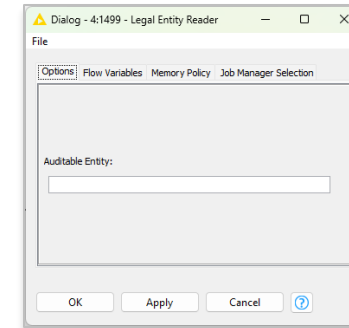 Dialog - 4:1499 - Legal Entity Reader
File
Options Flow Variables Memory Policy Job Manager Selection
Auditable Entity:
OK Apply Cancel ?